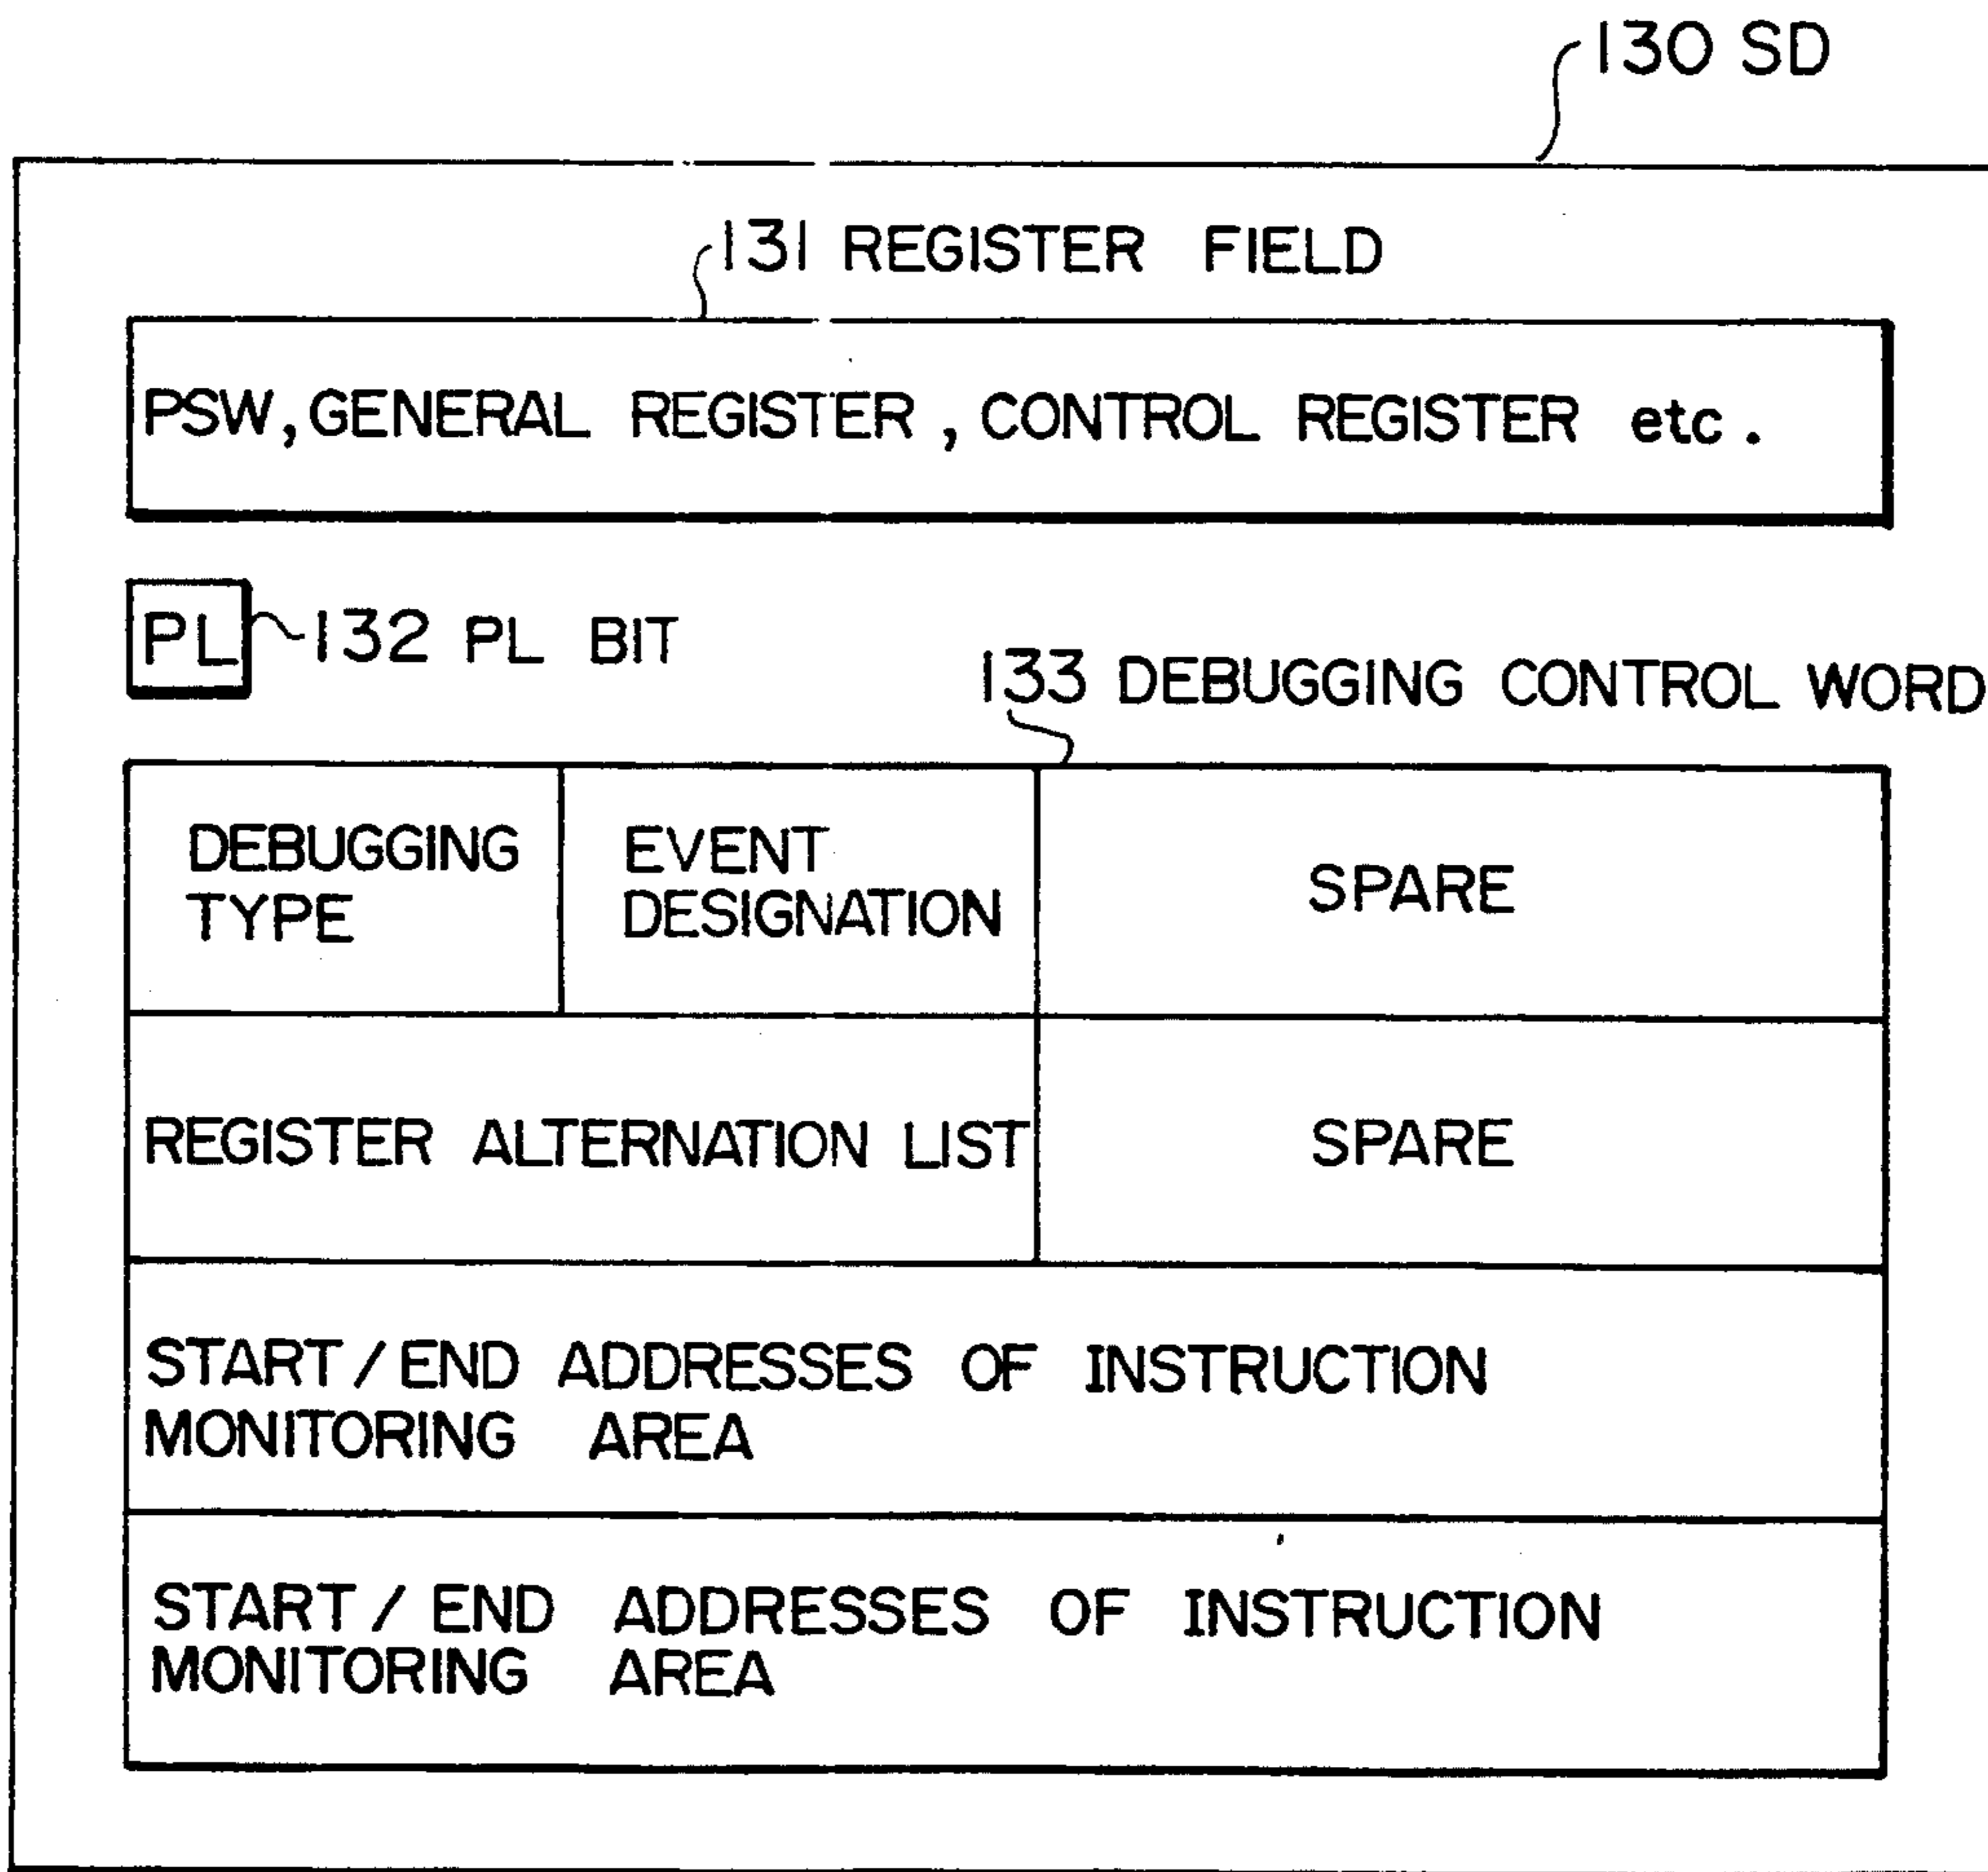 130 SD
131 REGISTER FIELD
PSW, GENERAL REGISTER, CONTROL REGISTER etc.
PL
132 PL BIT
133 DEBUGGING CONTROL WORD
DEBUGGING
TYPE
EVENT
DESIGNATION
SPARE
REGISTER ALTERNATION LIST
SPARE
START/END ADDRESSES OF INSTRUCTION
MONITORING AREA
START/END ADDRESSES OF INSTRUCTION
MONITORING AREA